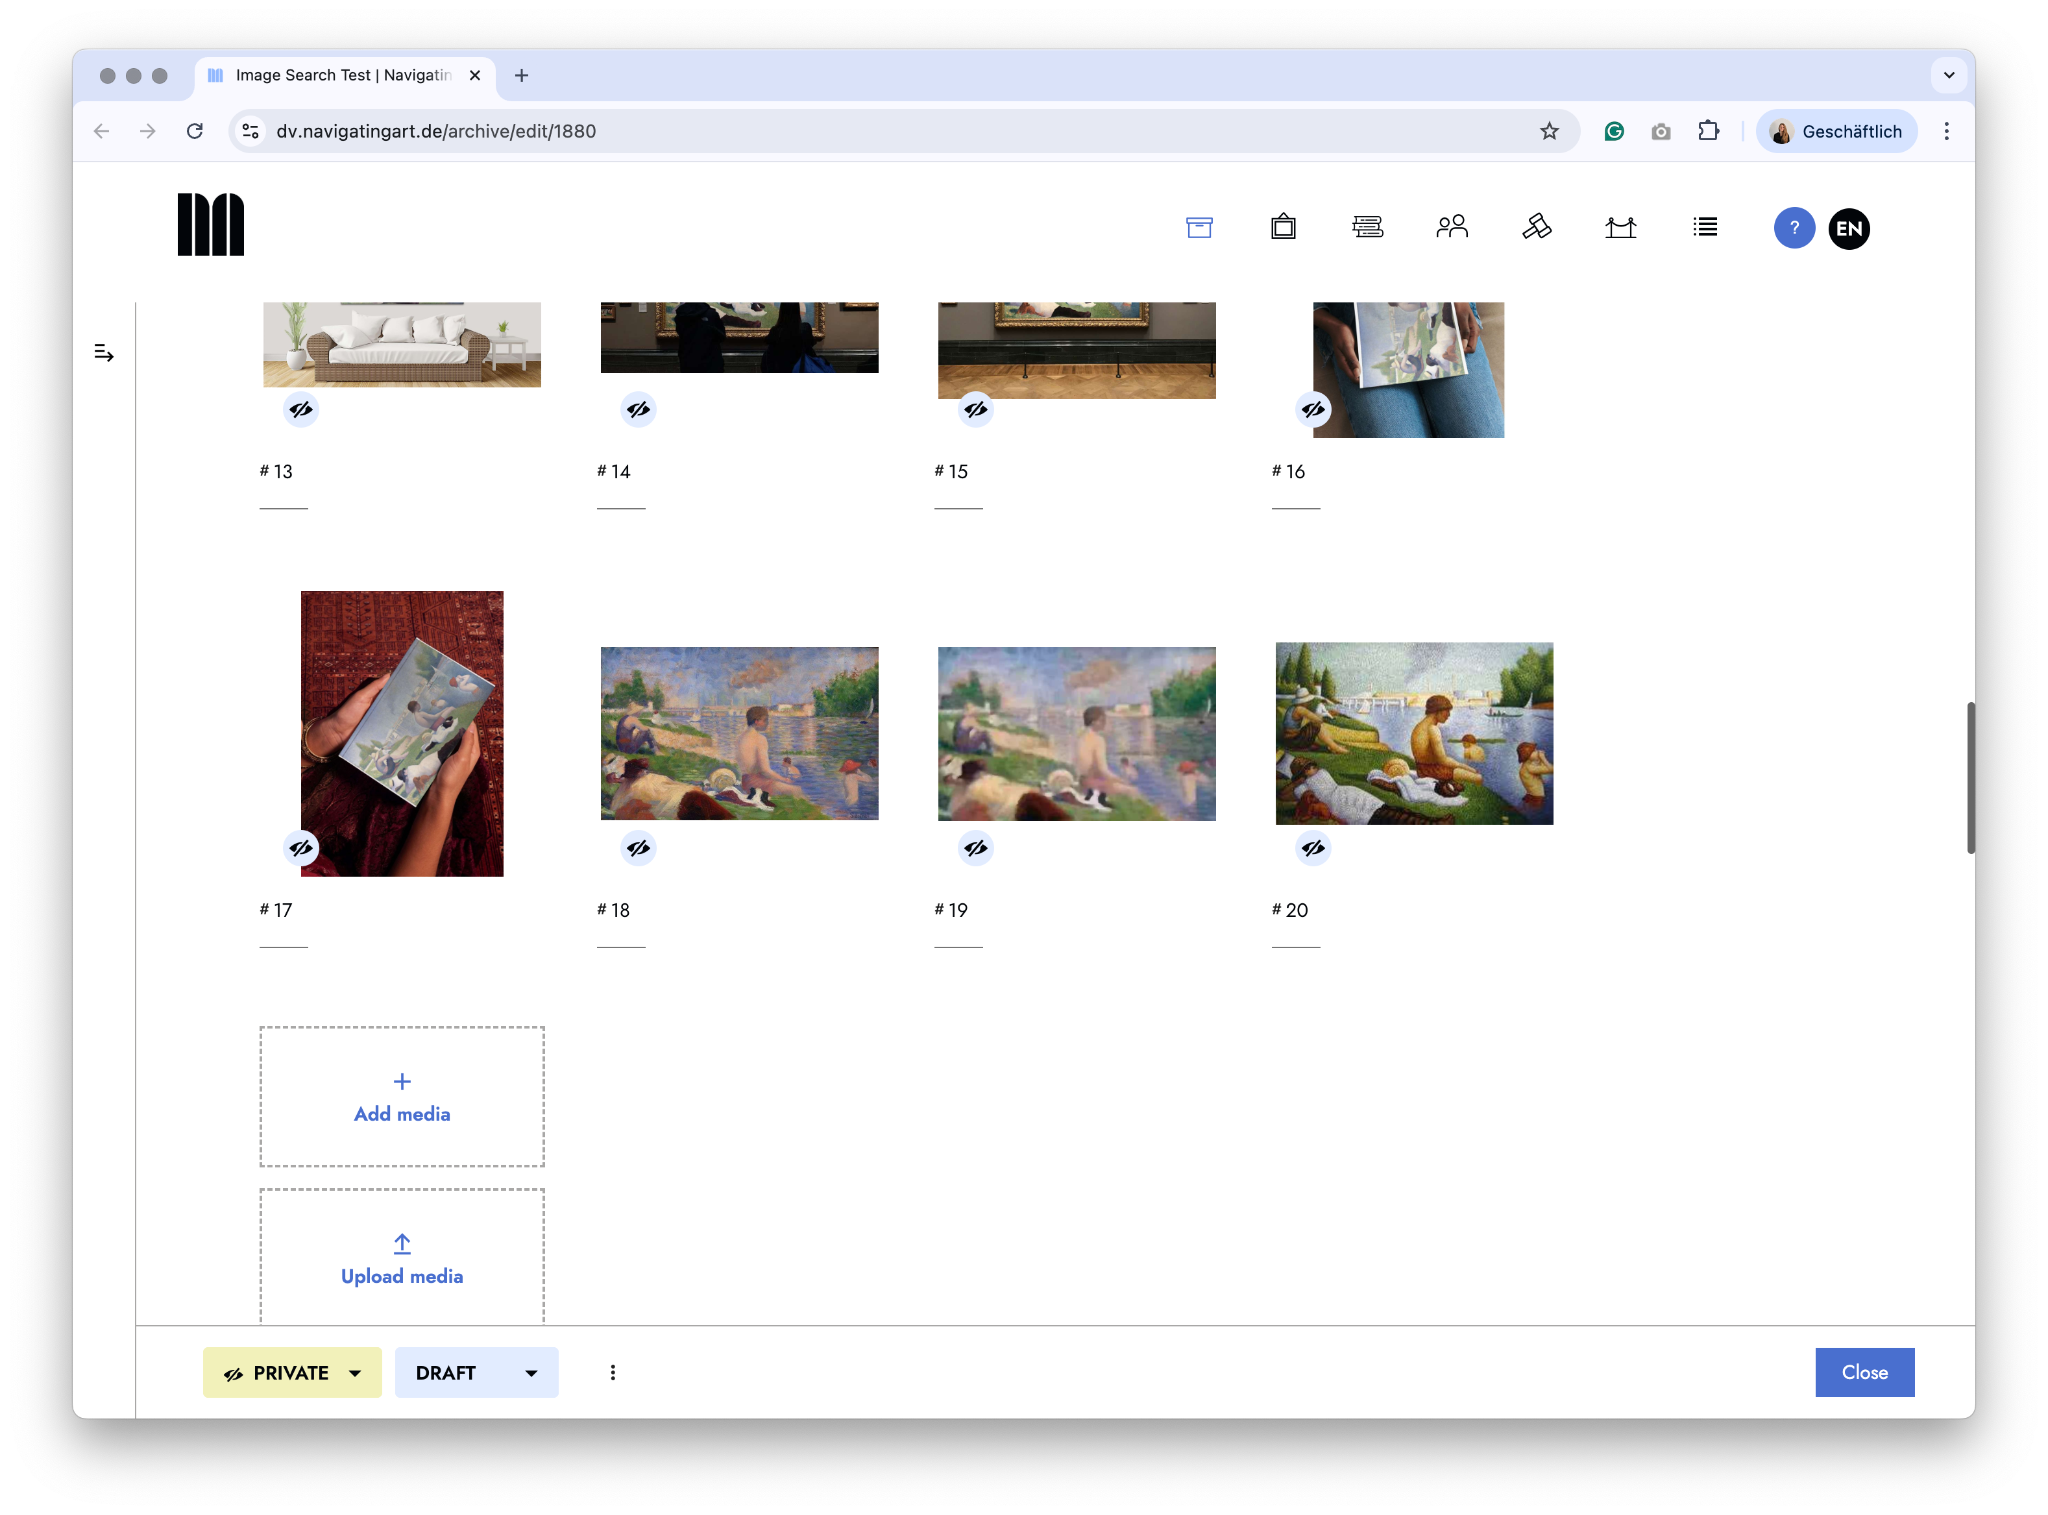 Image Search Test | Navigatin
dv.navigatingart.de/archive/edit/1880
Geschäftlich
?
EN
# 13
# 14
# 15
# 16
# 17
# 18
# 19
# 20
Add media
Upload media
PRIVATE
DRAFT
Close